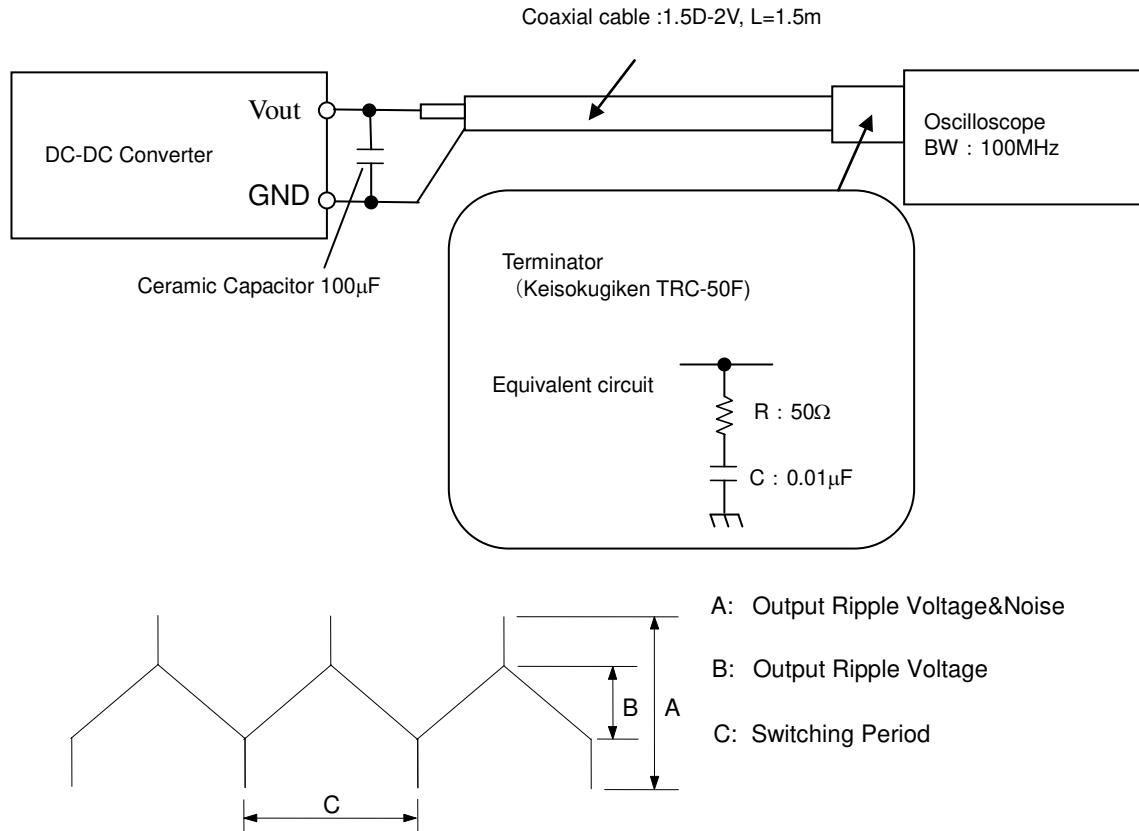 Coaxial cable :1.5D-2V, L=1.5m
Vout
DC-DC Converter
GND
Oscilloscope
BW：100MHz
Ceramic Capacitor 100μF
Terminator
（Keisokugiken TRC-50F)
Equivalent circuit
R：50Ω
C：0.01μF
A: Output Ripple Voltage&Noise
B: Output Ripple Voltage
C: Switching Period
B
A
C